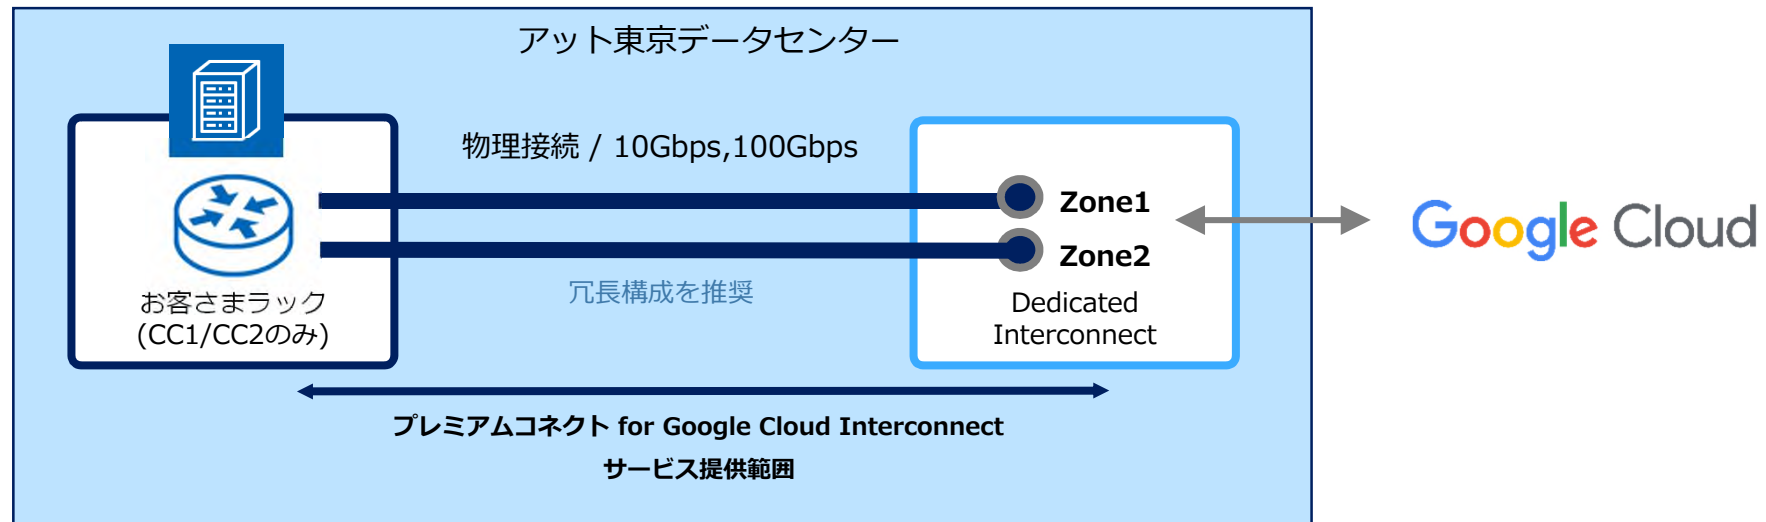 アット東京データセンター
物理接続 / 10Gbps,100Gbps
Zone1
Zone2
Google Cloud
冗長構成を推奨
お客さまラック
(CC1/CC2のみ)
Dedicated
Interconnect
プレミアムコネクト for Google Cloud Interconnect
サービス提供範囲